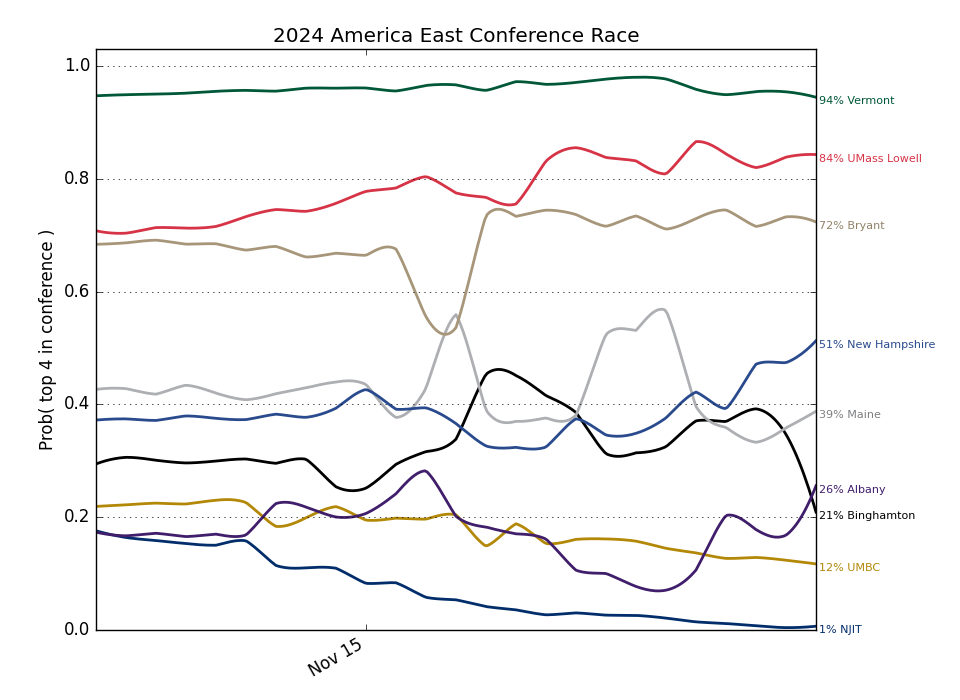 2024 America East Conference Race
Prob( top 4 in conference )
1.0
0.8
0.6
0.4
0.2
0.0
Nov 15
94% Vermont
84% UMass Lowell
72% Bryant
51% New Hampshire
39% Maine
26% Albany
21% Binghamton
12% UMBC
1% NJIT